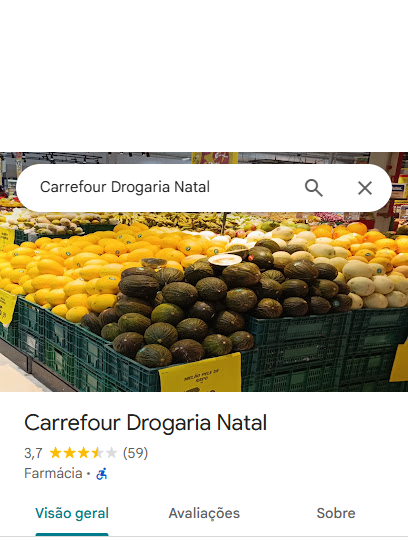 Carrefour Drogaria Natal
MELÃO PELE DE
SAPO
Carrefour Drogaria Natal
3,7 (59)
Farmácia ·
Visão geral
Avaliações
Sobre